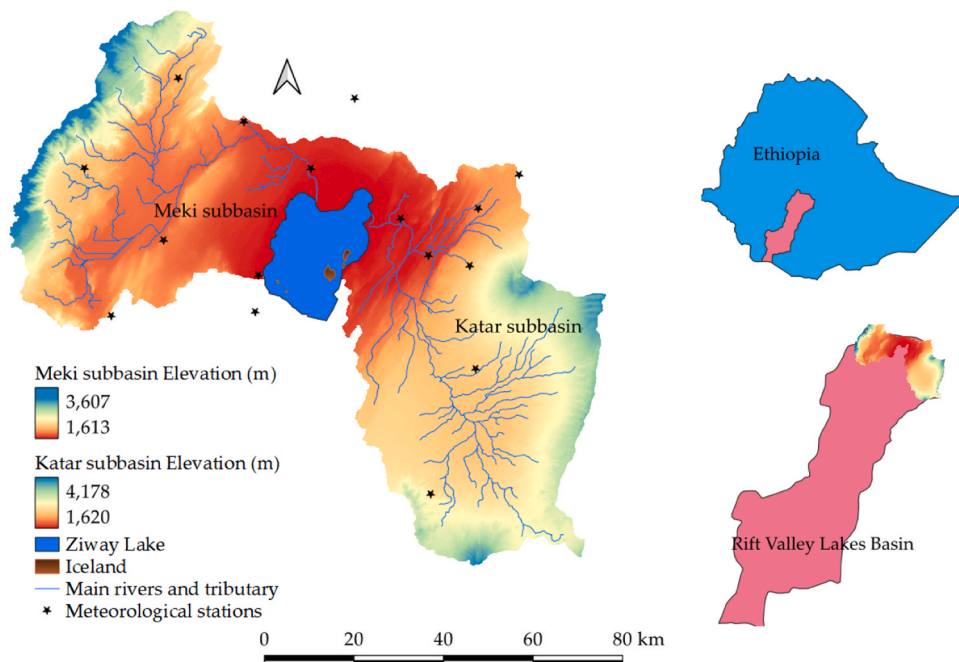 Meki subbasin
Katar subbasin
Meki subbasin Elevation (m)
3,607
1,613
Katar subbasin Elevation (m)
4,178
1,620
Ziway Lake
Iceland
Main rivers and tributary
Meteorological stations
0 20 40 60 80 km
Ethiopia
Rift Valley Lakes Basin